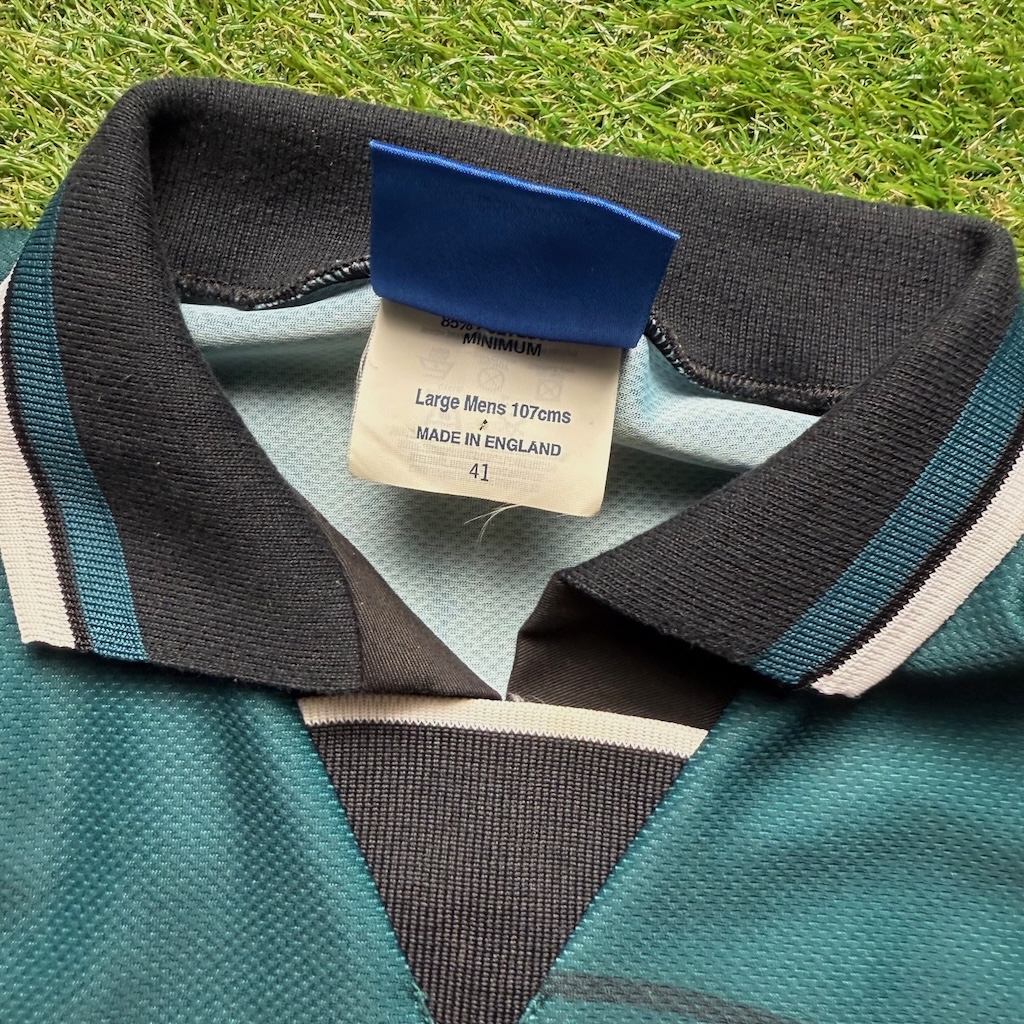 MINIMUM
Large Mens 107cms
MADE IN ENGLAND
41